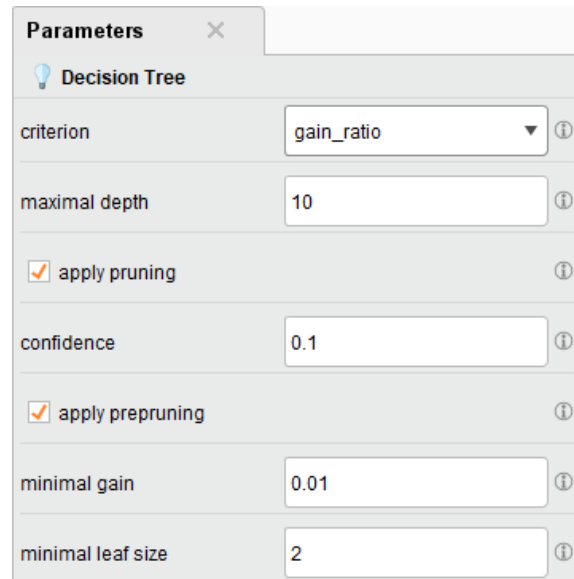 Parameters
Decision Tree
criterion gain_ratio
maximal depth 10
apply pruning
confidence 0.1
apply prepruning
minimal gain 0.01
minimal leaf size 2